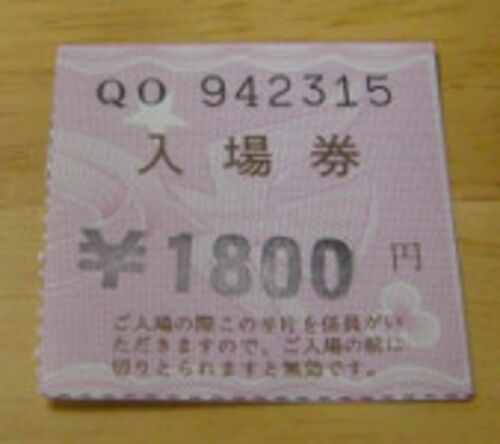 QO 942315
入場券
¥1800円
ご入場の際この半片を係員がい
ただきますので、ご入場の前に
切りとられますと無効です。